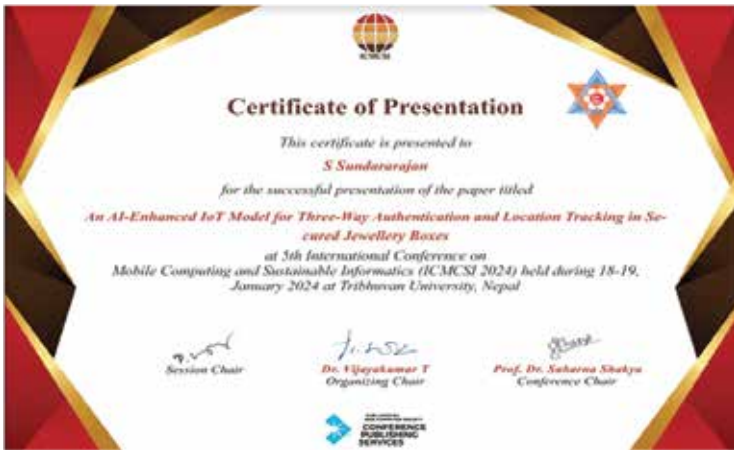 ICMCSI
Certificate of Presentation
This certificate is presented to
S Sundararajan
for the successful presentation of the paper titled
An AI-Enhanced IoT Model for Three-Way Authentication and Location Tracking in Se-
cured Jewellery Boxes
at 5th International Conference on
Mobile Computing and Sustainable Informatics (ICMCSI 2024) held during 18-19,
January 2024 at Tribhuvan University, Nepal
Session Chair
Dr. Vijayakumar T
Organizing Chair
Prof. Dr. Subarna Shakya
Conference Chair
CONFERENCE
PUBLISHING
SERVICES